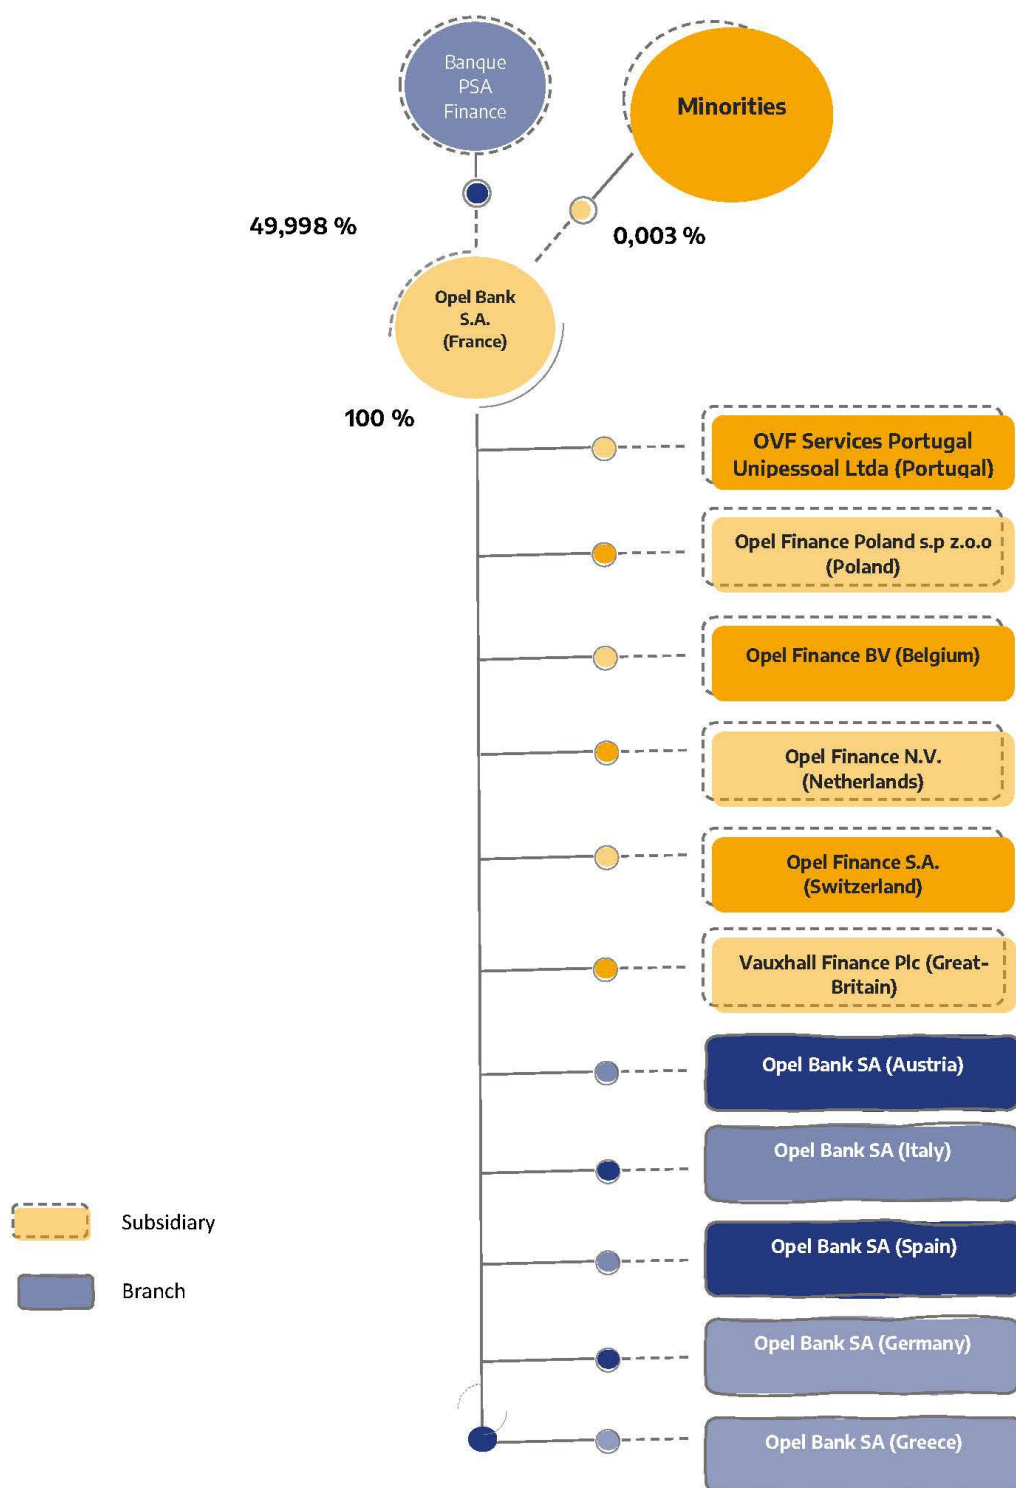 Banque
PSA
Finance
Minorities
49,998 %
0,003 %
Opel Bank
S.A.
(France)
100 %
OVF Services Portugal
Unipessoal Ltda (Portugal)
Opel Finance Poland s.p z.o.o
(Poland)
Opel Finance BV (Belgium)
Opel Finance N.V.
(Netherlands)
Opel Finance S.A.
(Switzerland)
Vauxhall Finance Plc (Great-
Britain)
Opel Bank SA (Austria)
Opel Bank SA (Italy)
Subsidiary
Opel Bank SA (Spain)
Branch
Opel Bank SA (Germany)
Opel Bank SA (Greece)